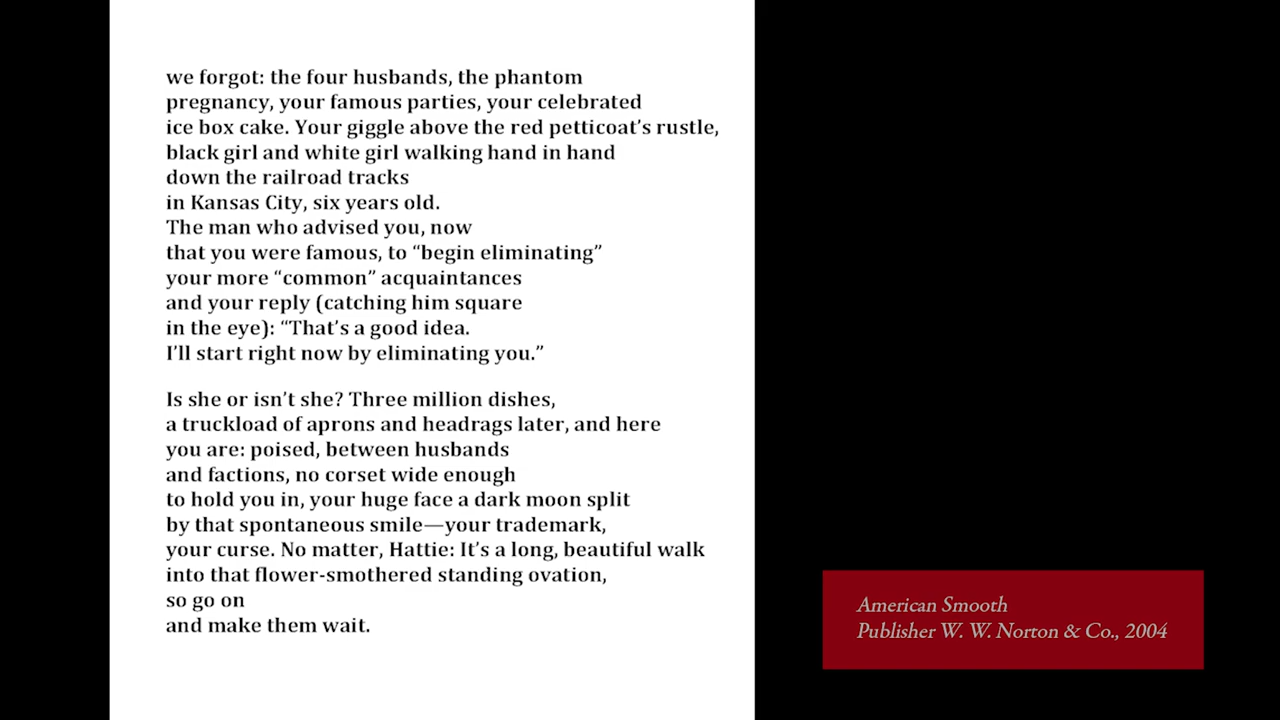 we forgot: the four husbands, the phantom
pregnancy, your famous parties, your celebrated
ice box cake. Your giggle above the red petticoat’s rustle,
black girl and white girl walking hand in hand
down the railroad tracks
in Kansas City, six years old.
The man who advised you, now
that you were famous, to “begin eliminating”
your more “common” acquaintances
and your reply (catching him square
in the eye): “That’s a good idea.
I’ll start right now by eliminating you.”
Is she or isn’t she? Three million dishes,
a truckload of aprons and headrags later, and here
you are: poised, between husbands
and factions, no corset wide enough
to hold you in, your huge face a dark moon split
by that spontaneous smile—your trademark,
your curse. No matter, Hattie: It’s a long, beautiful walk
into that flower-smothered standing ovation,
so go on
and make them wait.
American Smooth
Publisher W. W. Norton & Co., 2004